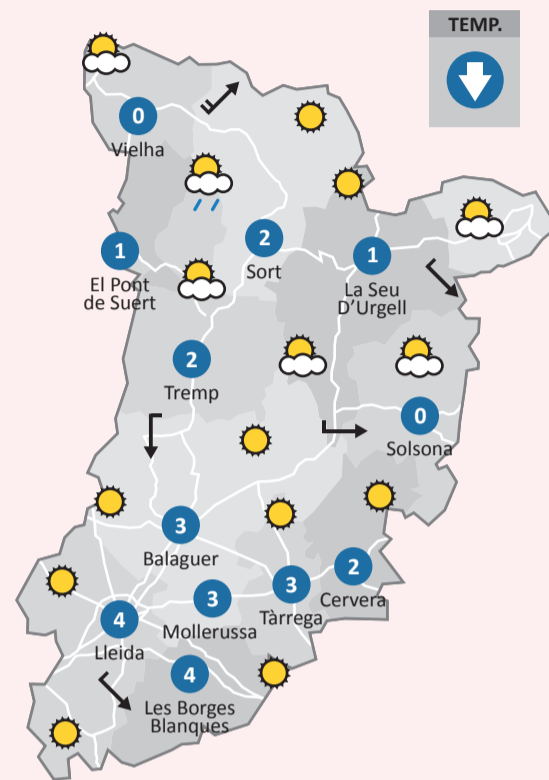 TEMP.
0
Vielha
2
Sort
1
El Pont
de Suert
1
La Seu
D'Urgell
2
Tremp
0
Solsona
3
Balaguer
2
Cervera
3
Tàrrega
3
Mollerussa
4
Lleida
4
Les Borges
Blanques